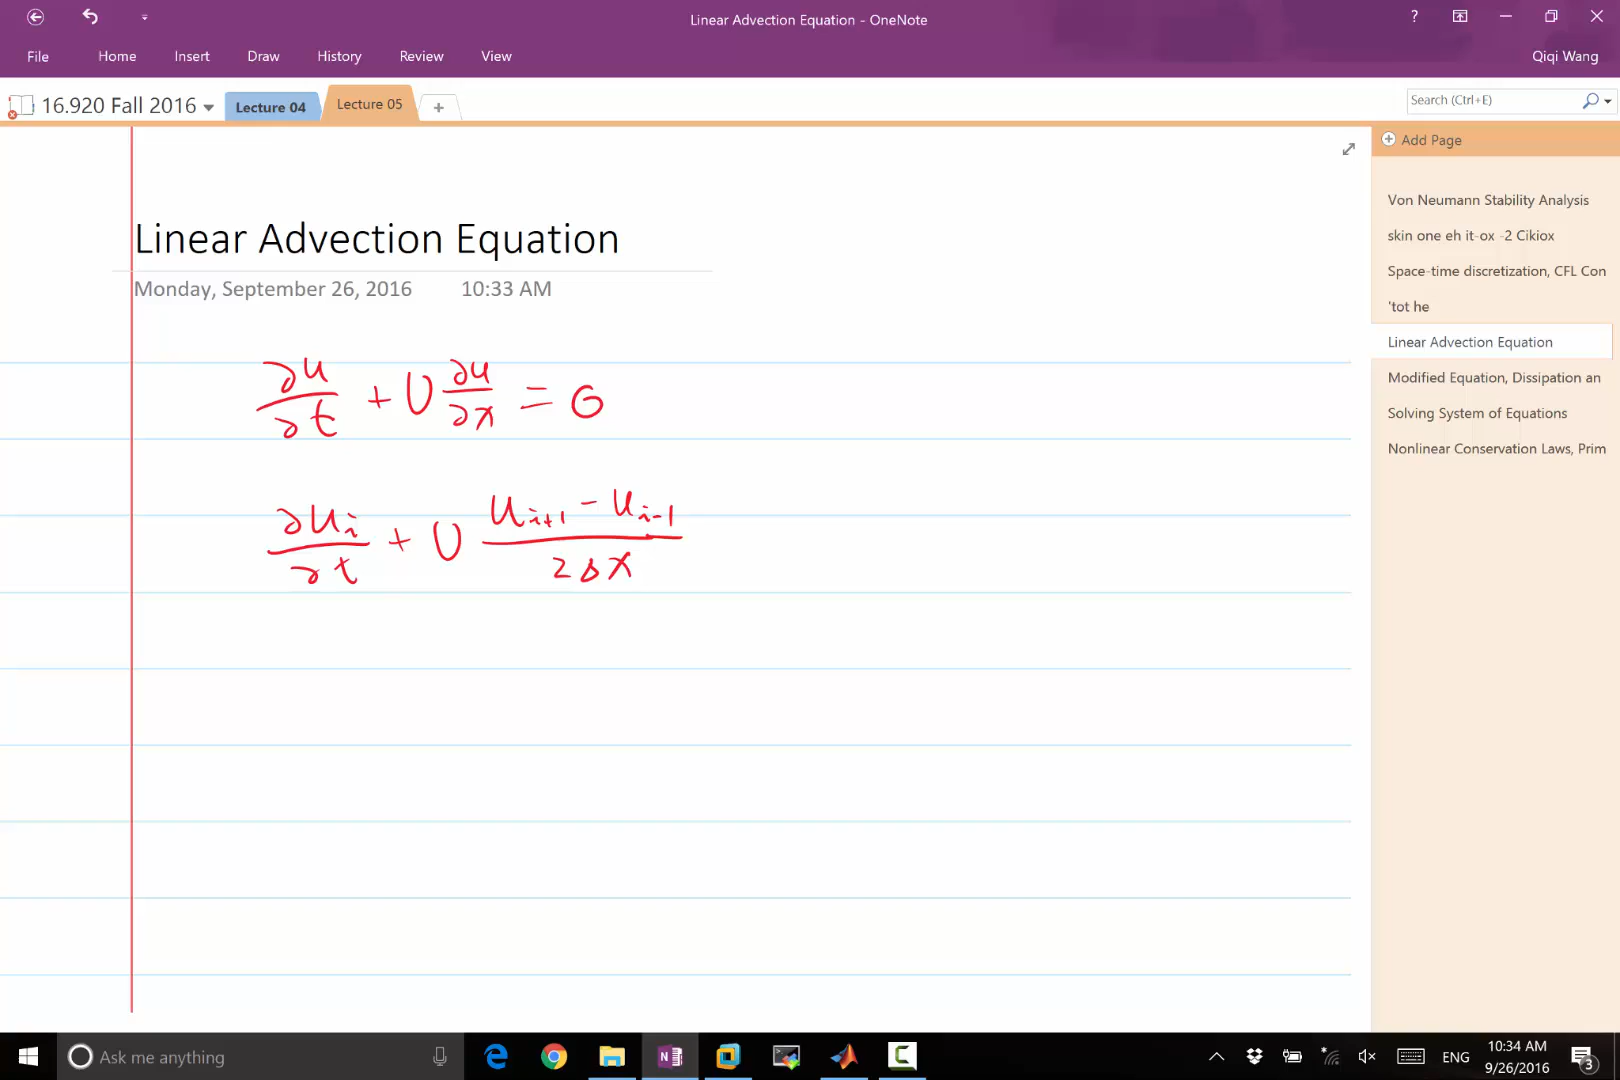 Linear Advection Equation - OneNote
?
File Home Insert Draw History Review View
Qiqi Wang
16.920 Fall 2016
Lecture 04
Lecture 05
Search (Ctrl+E)
Add Page
Von Neumann Stability Analysis
skin one eh it-ox -2 Cikiox
Space-time discretization, CFL Con
'tot he
Linear Advection Equation
Modified Equation, Dissipation an
Solving System of Equations
Nonlinear Conservation Laws, Prim
Linear Advection Equation
Monday, September 26, 2016 10:33 AM
∂u/∂t + U ∂u/∂x = 0
∂u_i/∂t + U (u_{i+1} - u_{i-1})/(2Δx)
Ask me anything
ENG
10:34 AM
9/26/2016
3